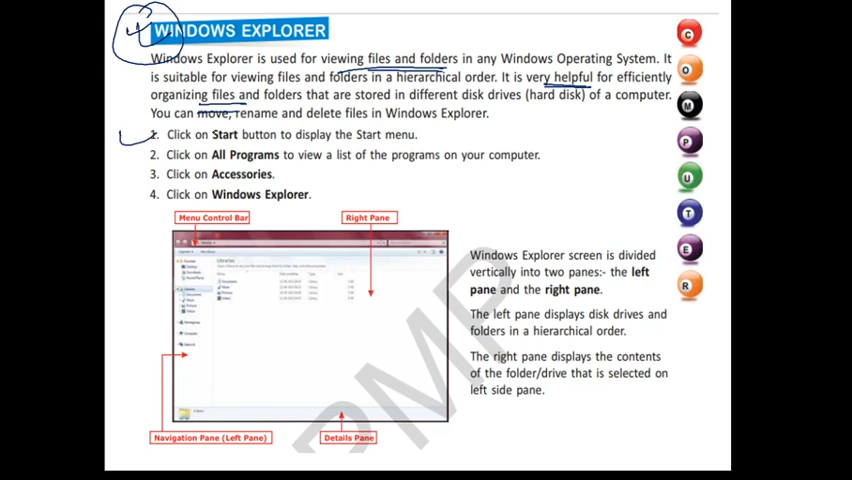 4
WINDOWS EXPLORER
Windows Explorer is used for viewing files and folders in any Windows Operating System. It
is suitable for viewing files and folders in a hierarchical order. It is very helpful for efficiently
organizing files and folders that are stored in different disk drives (hard disk) of a computer.
You can move, rename and delete files in Windows Explorer.
1. Click on Start button to display the Start menu.
2. Click on All Programs to view a list of the programs on your computer.
3. Click on Accessories.
4. Click on Windows Explorer.
C
O
M
P
U
T
E
R
Menu Control Bar
Right Pane
Libraries
Navigation Pane (Left Pane)
Details Pane
Windows Explorer screen is divided
vertically into two panes:- the left
pane and the right pane.
The left pane displays disk drives and
folders in a hierarchical order.
The right pane displays the contents
of the folder/drive that is selected on
left side pane.
PMP